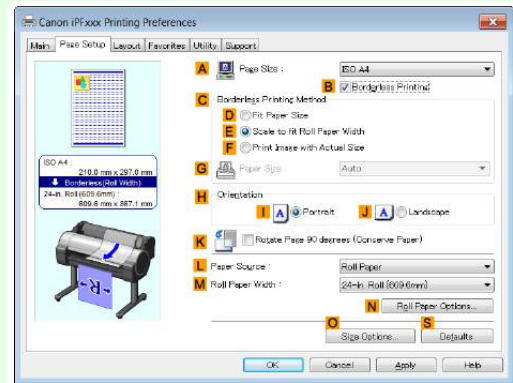 Canon iPFxxx Printing Preferences
Main Page Setup Layout Favorites Utility Support
A Page Size : ISO A4
B Borderless Printing
C Borderless Printing Method
D Fit Paper Size
E Scale to fit Roll Paper Width
F Print Image with Actual Size
G Paper Size : Auto
ISO A4 :
210.0 mm x 297.0 mm
Borderless(Roll Width)
24-in. Roll (609.6mm) :
609.6 mm x 867.1 mm
H Orientation
I A Portrait J A Landscape
K Rotate Page 90 degrees (Conserve Paper)
R
L Paper Source : Roll Paper
M Roll Paper Width : 24-in. Roll (609.6mm)
N Roll Paper Options...
O S
Size Options... Defaults
OK Cancel Apply Help